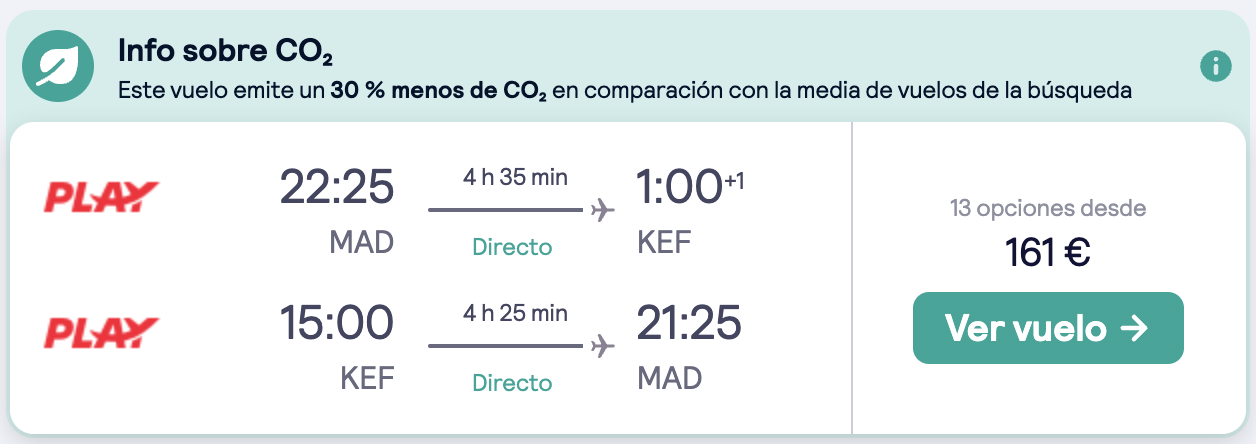 Info sobre CO₂
Este vuelo emite un 30 % menos de CO₂ en comparación con la media de vuelos de la búsqueda
PLAY
22:25
4 h 35 min
1:00+1
MAD
Directo
KEF
13 opciones desde
161 €
Ver vuelo →
PLAY
15:00
4 h 25 min
21:25
KEF
Directo
MAD